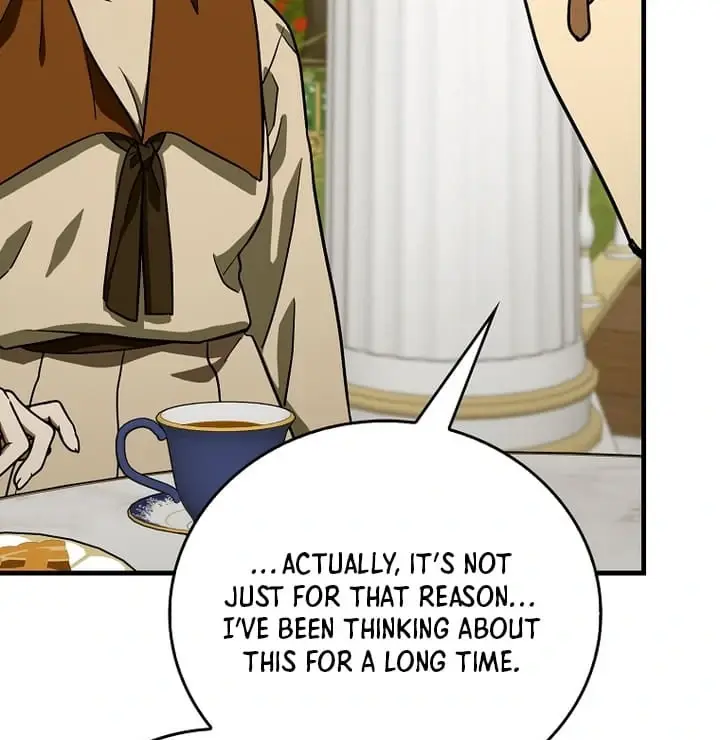 ...ACTUALLY, IT'S NOT
JUST FOR THAT REASON...
I'VE BEEN THINKING ABOUT
THIS FOR A LONG TIME.